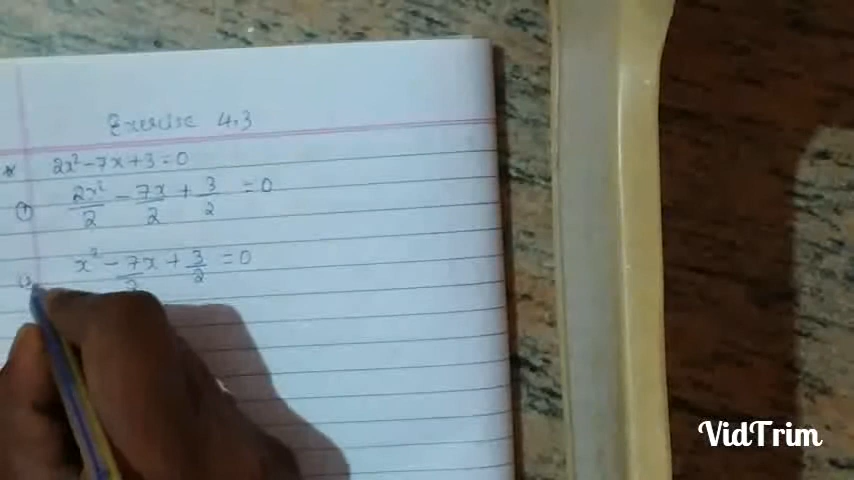 Exercise 4.3
* 2x² - 7x + 3 = 0
2x²/2 - 7x/2 + 3/2 = 0
x² - 7/2 x + 3/2 = 0
VidTrim